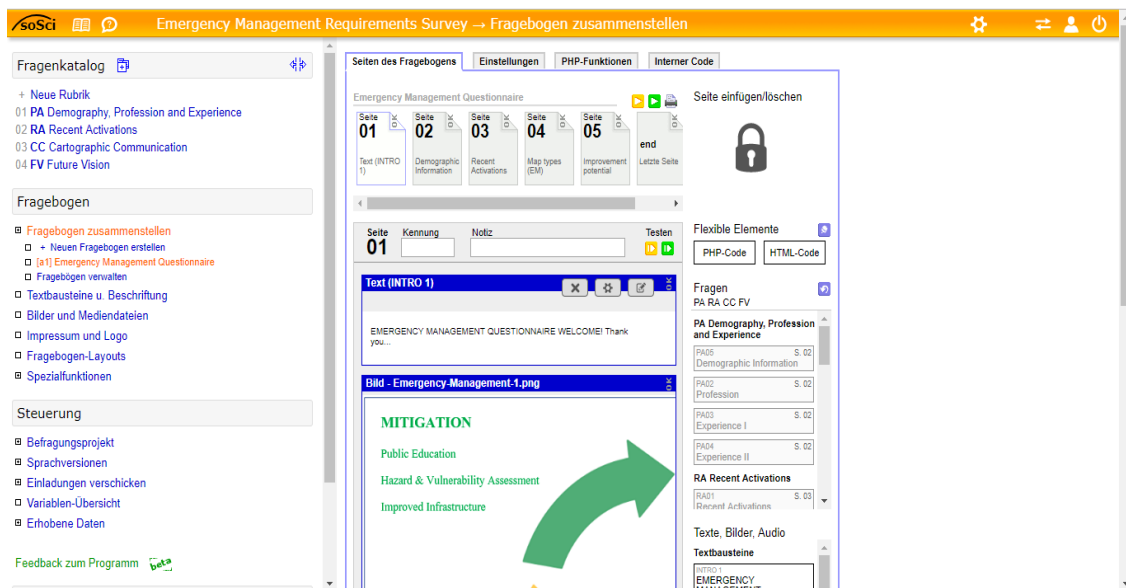 soSci
Emergency Management Requirements Survey → Fragebogen zusammenstellen
Fragenkatalog
+ Neue Rubrik
01 PA Demography, Profession and Experience
02 RA Recent Activations
03 CC Cartographic Communication
04 FV Future Vision
Fragebogen
Fragebogen zusammenstellen
+ Neuen Fragebogen erstellen
[a1] Emergency Management Questionnaire
Fragebögen verwalten
Textbausteine u. Beschriftung
Bilder und Mediendateien
Impressum und Logo
Fragebogen-Layouts
Spezialfunktionen
Steuerung
Befragungsprojekt
Sprachversionen
Einladungen verschicken
Variablen-Übersicht
Erhobene Daten
Feedback zum Programm beta
Seiten des Fragebogens
Einstellungen
PHP-Funktionen
Interner Code
Emergency Management Questionnaire
Seite
01
OK
Text (INTRO
1)
Seite
02
OK
Demographic
Information
Seite
03
OK
Recent
Activations
Seite
04
OK
Map types
(EM)
Seite
05
OK
Improvement
potential
OK
end
Letzte Seite
Seite
01
Kennung
Notiz
Testen
Text (INTRO 1)
OK
EMERGENCY MANAGEMENT QUESTIONNAIRE WELCOME! Thank
you...
Bild - Emergency-Management-1.png
OK
MITIGATION
Public Education
Hazard & Vulnerability Assessment
Improved Infrastructure
Seite einfügen/löschen
Flexible Elemente
PHP-Code
HTML-Code
Fragen
PA RA CC FV
PA Demography, Profession
and Experience
PA05 S. 02
Demographic Information
PA02 S. 02
Profession
PA03 S. 02
Experience I
PA04 S. 02
Experience II
RA Recent Activations
RA01 S. 03
Recent Activations
Texte, Bilder, Audio
Textbausteine
INTRO 1
EMERGENCY
MANAGEMENT